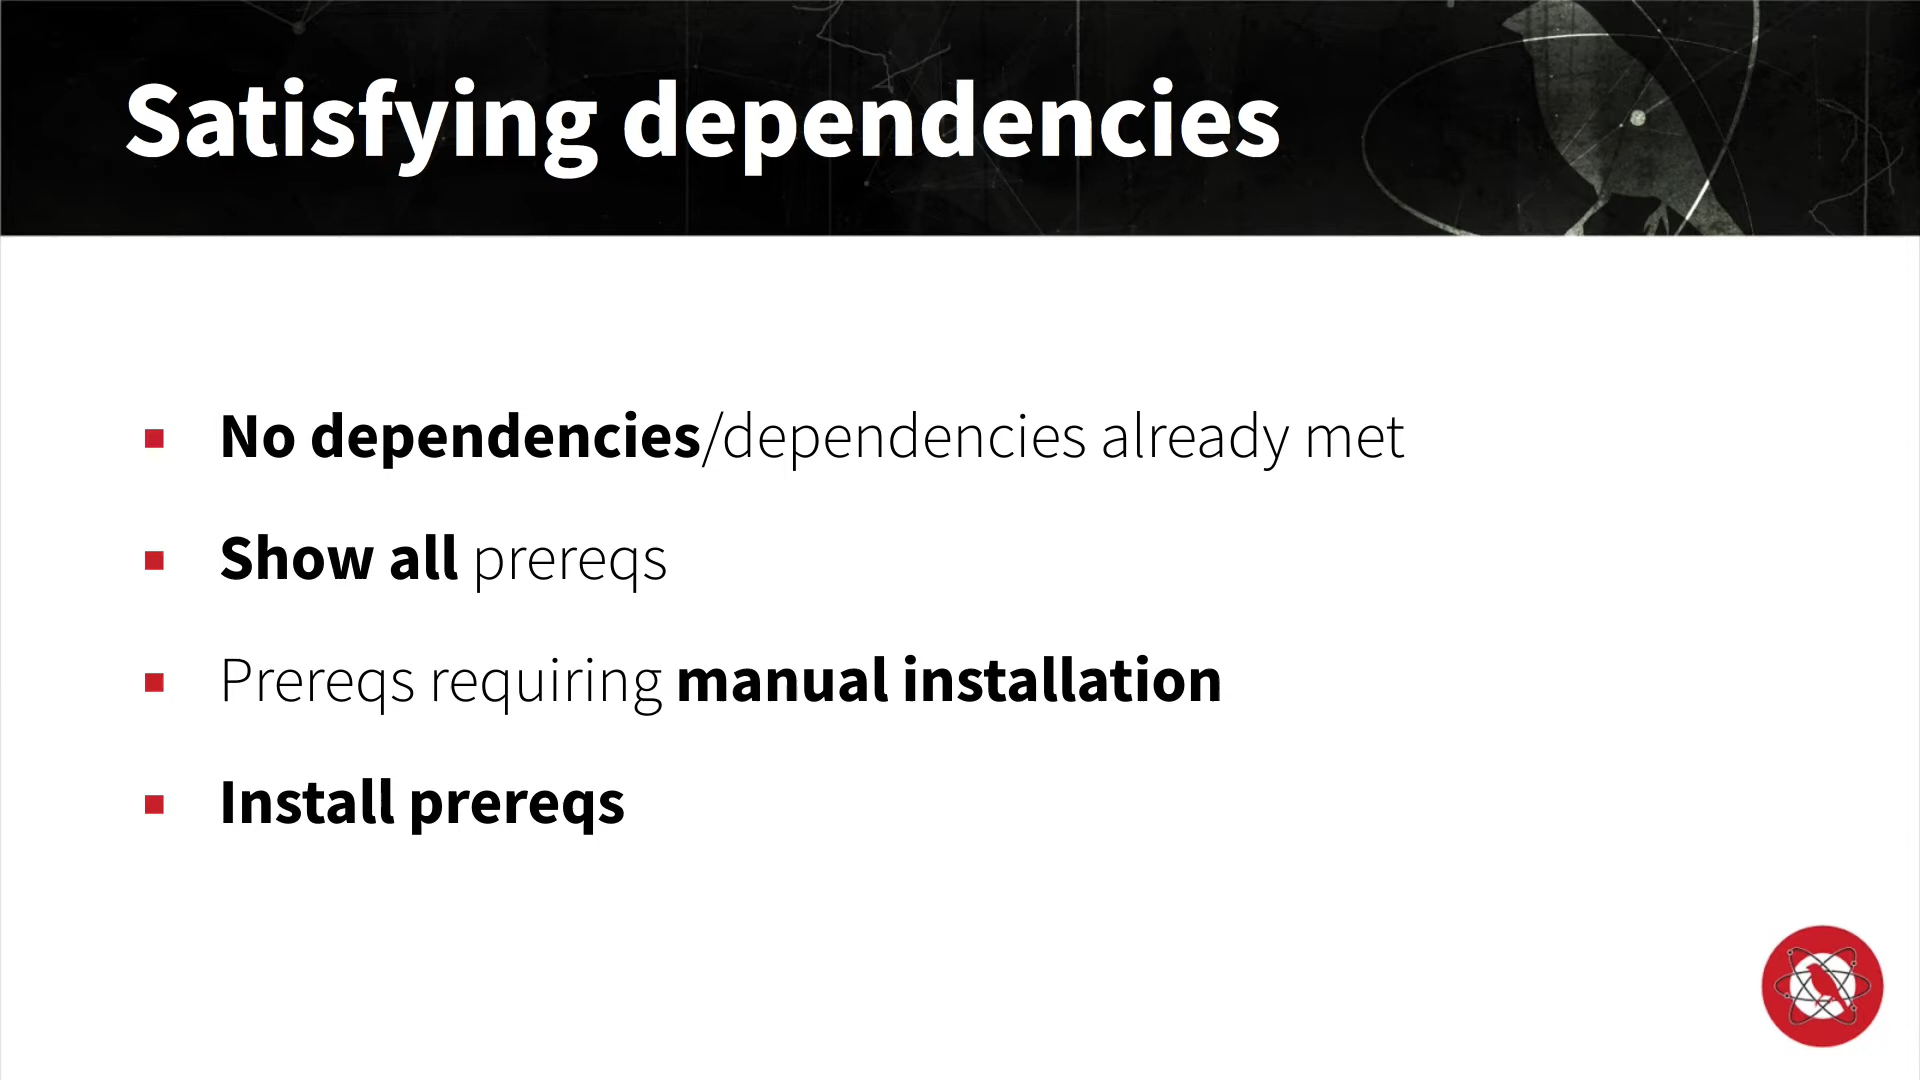 Satisfying dependencies
No dependencies/dependencies already met
Show all prereqs
Prereqs requiring manual installation
Install prereqs